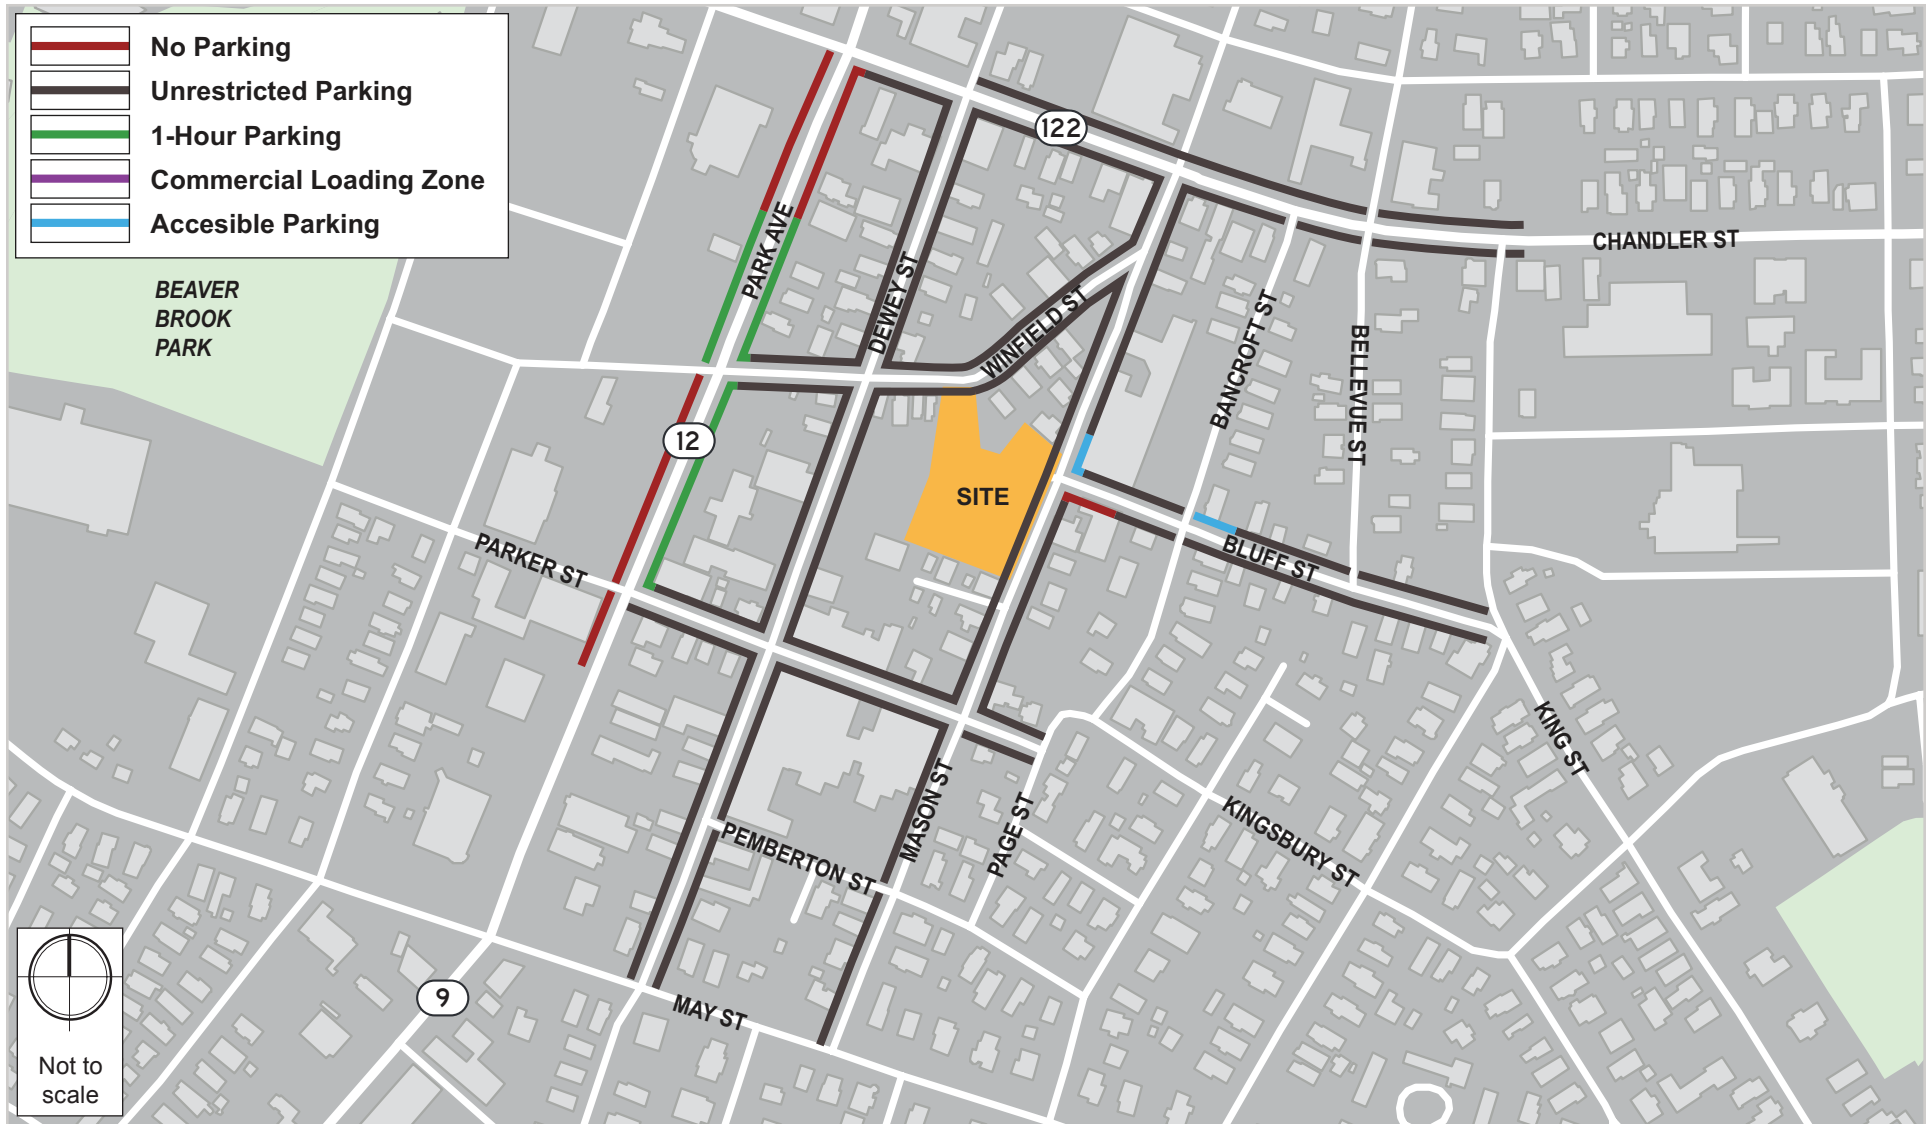 No Parking
Unrestricted Parking
1-Hour Parking
Commercial Loading Zone
Accesible Parking
122
CHANDLER ST
PARK AVE
BEAVER
BROOK
PARK
DEWEY ST
WINFIELD ST
BANCROFT ST
BELLEVUE ST
12
SITE
PARKER ST
BLUFF ST
KING ST
MASON ST
PAGE ST
PEMBERTON ST
KINGSBURY ST
9
MAY ST
Not to
scale